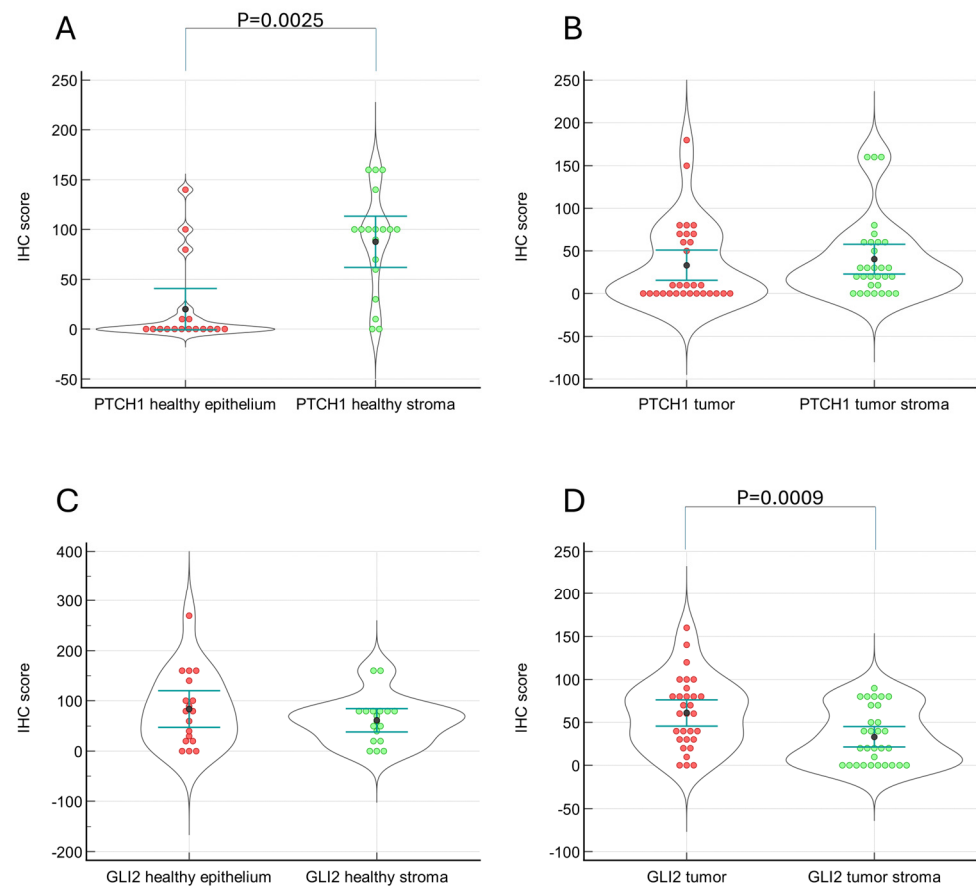 A
P=0.0025
IHC score
250
200
150
100
50
0
-50
PTCH1 healthy epithelium
PTCH1 healthy stroma
B
IHC score
250
200
150
100
50
0
-50
-100
PTCH1 tumor
PTCH1 tumor stroma
C
IHC score
400
300
200
100
0
-100
-200
GLI2 healthy epithelium
GLI2 healthy stroma
D
P=0.0009
IHC score
250
200
150
100
50
0
-50
-100
GLI2 tumor
GLI2 tumor stroma